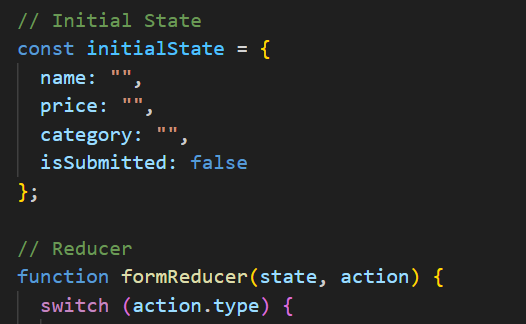 // Initial State
const initialState = {
  name: "",
  price: "",
  category: "",
  isSubmitted: false
};

// Reducer
function formReducer(state, action) {
  switch (action.type) {